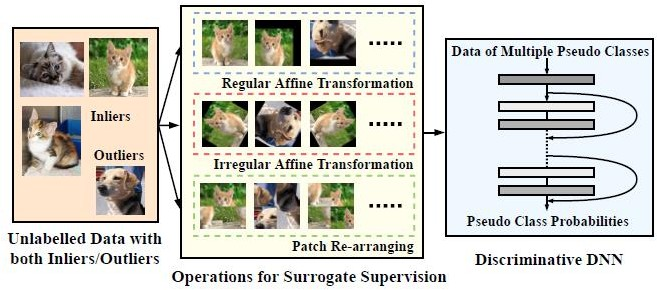 Inliers
Outliers
Unlabelled Data with
both Inliers/Outliers
Regular Affine Transformation
Irregular Affine Transformation
Patch Re-arranging
Operations for Surrogate Supervision
Data of Multiple Pseudo Classes
Pseudo Class Probabilities
Discriminative DNN